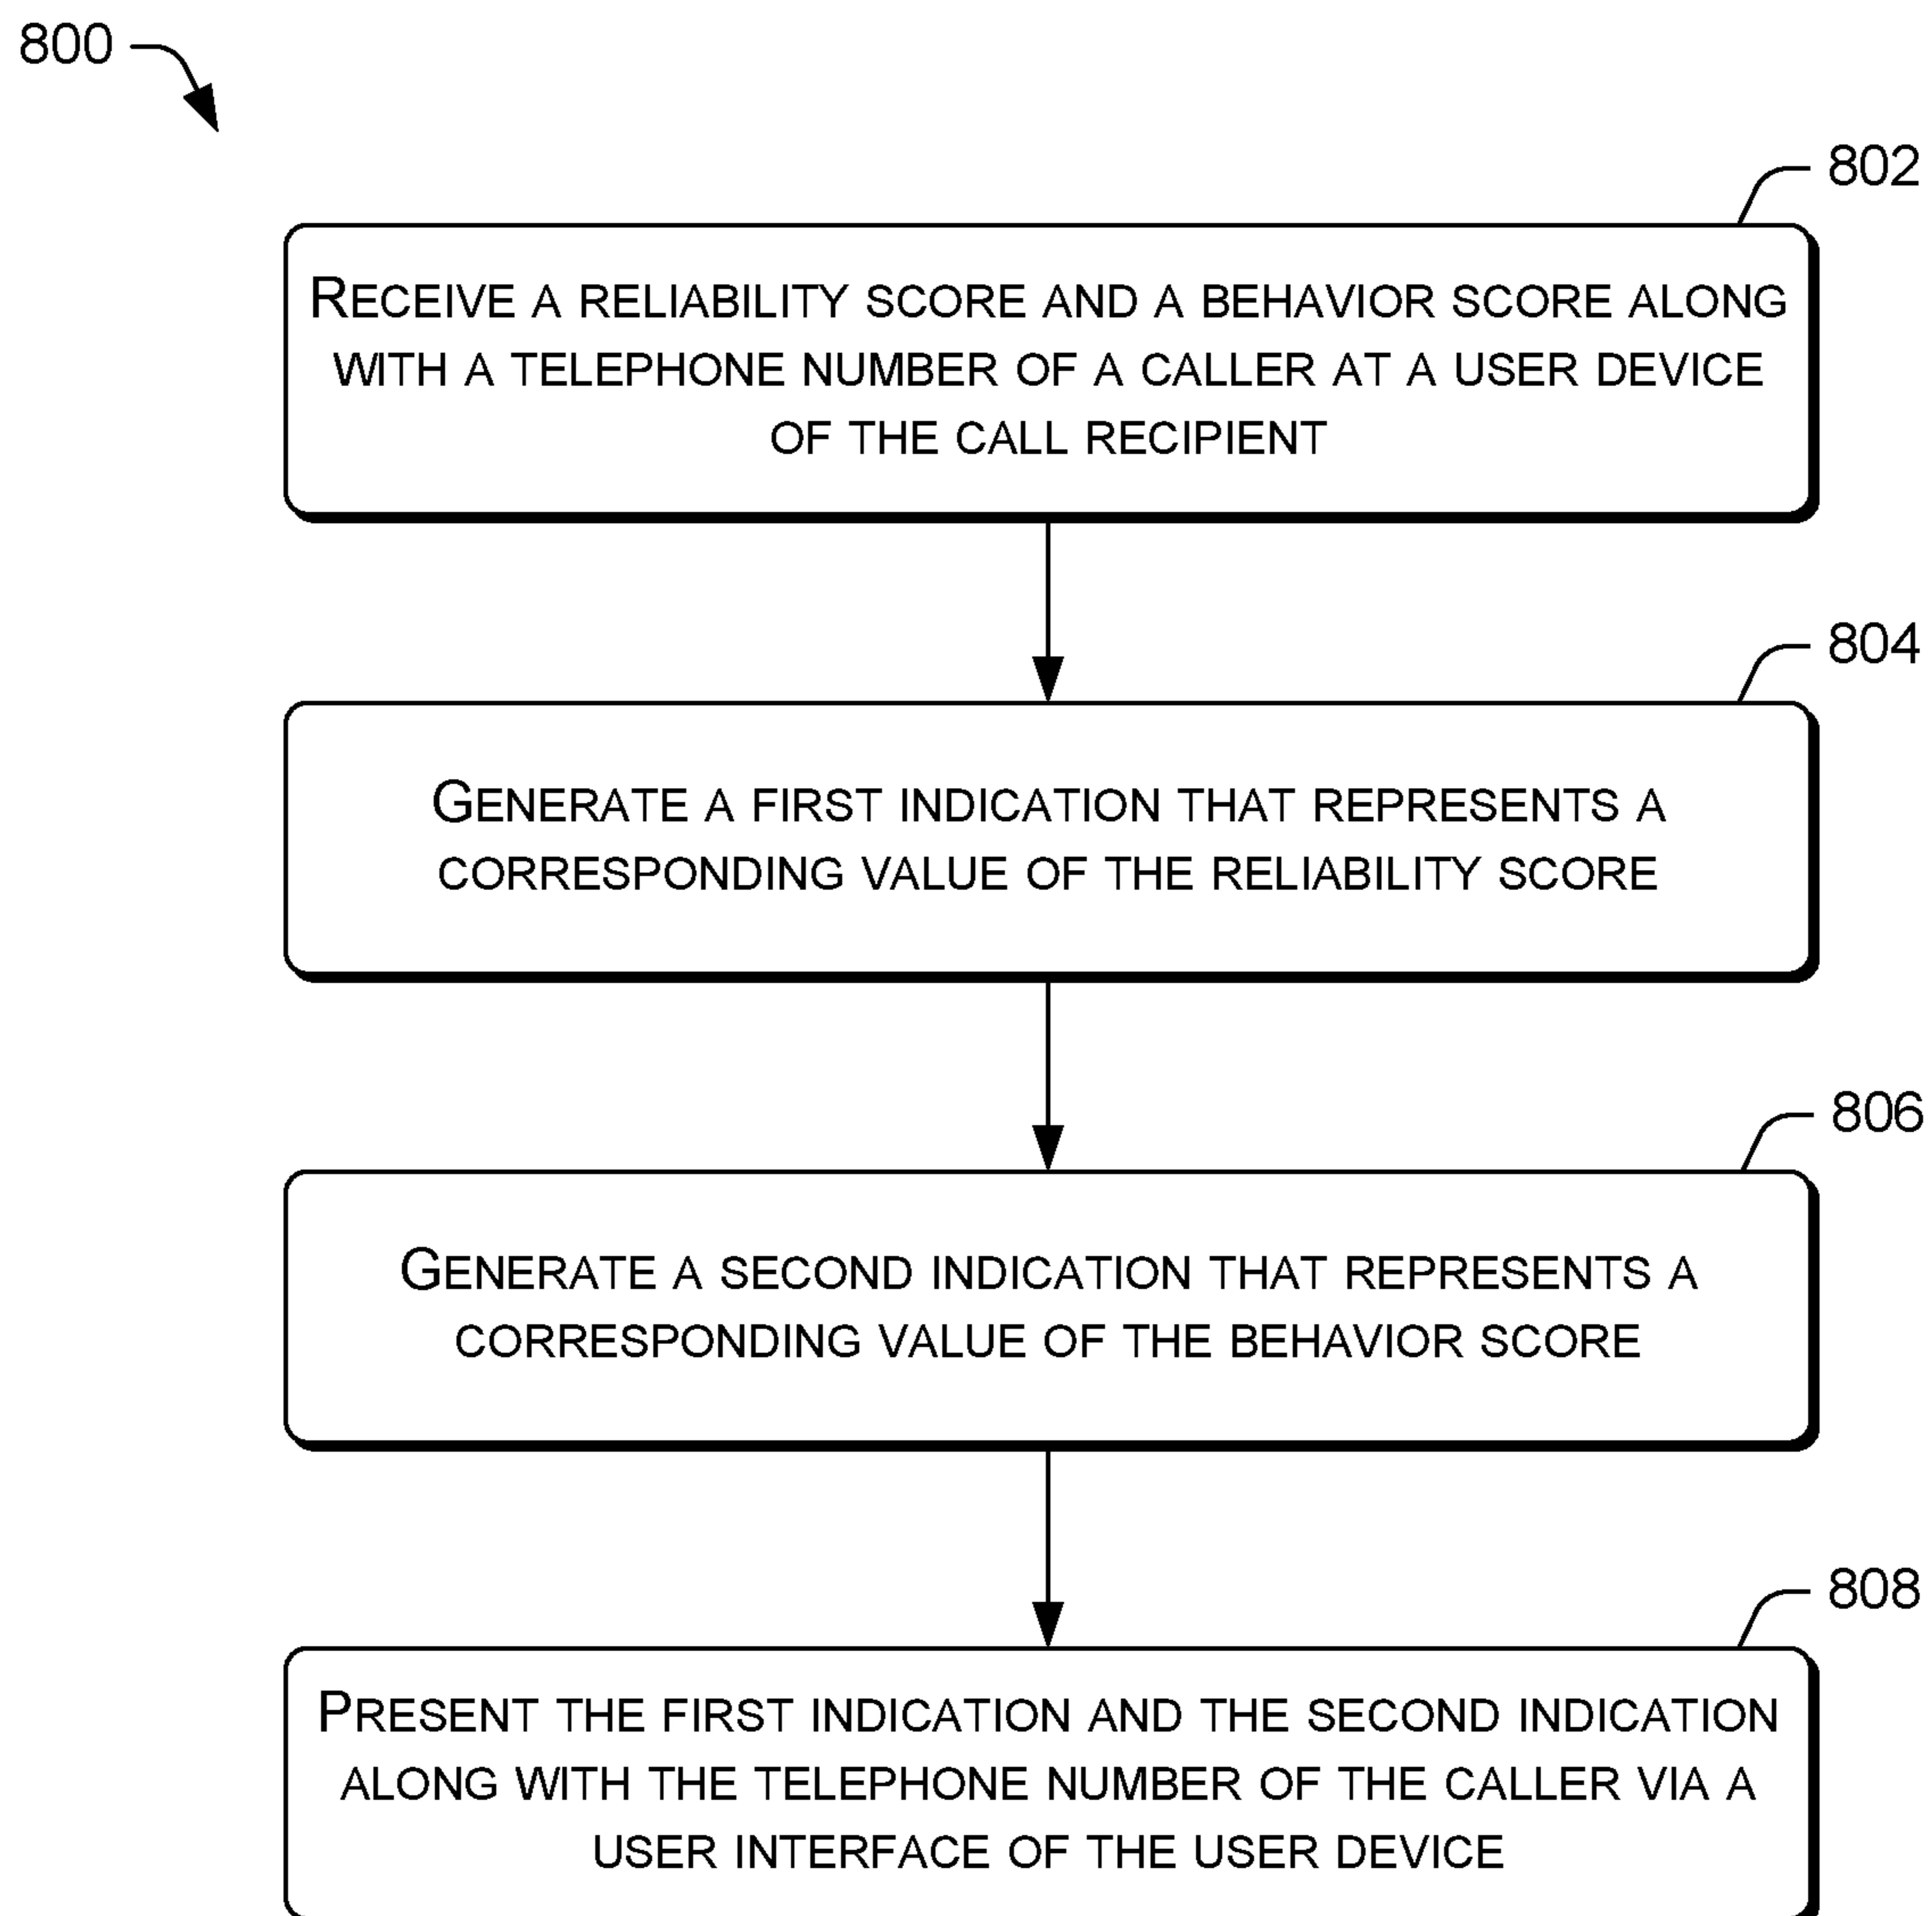 800
802
RECEIVE A RELIABILITY SCORE AND A BEHAVIOR SCORE ALONG
WITH A TELEPHONE NUMBER OF A CALLER AT A USER DEVICE
OF THE CALL RECIPIENT
804
GENERATE A FIRST INDICATION THAT REPRESENTS A
CORRESPONDING VALUE OF THE RELIABILITY SCORE
806
GENERATE A SECOND INDICATION THAT REPRESENTS A
CORRESPONDING VALUE OF THE BEHAVIOR SCORE
808
PRESENT THE FIRST INDICATION AND THE SECOND INDICATION
ALONG WITH THE TELEPHONE NUMBER OF THE CALLER VIA A
USER INTERFACE OF THE USER DEVICE